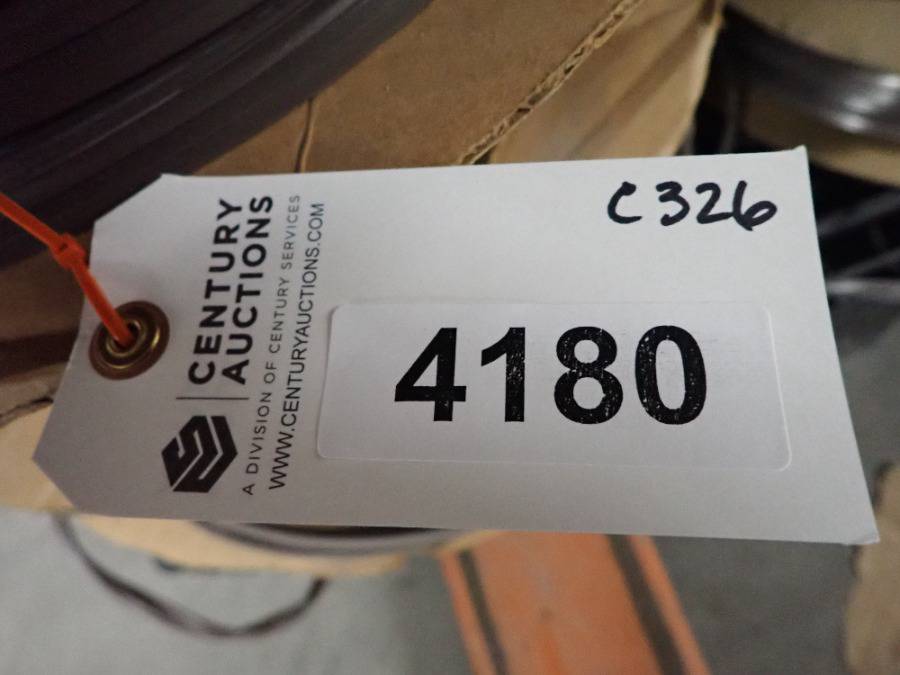 C326
CENTURY
AUCTIONS
A DIVISION OF CENTURY SERVICES
WWW.CENTURYAUCTIONS.COM
4180